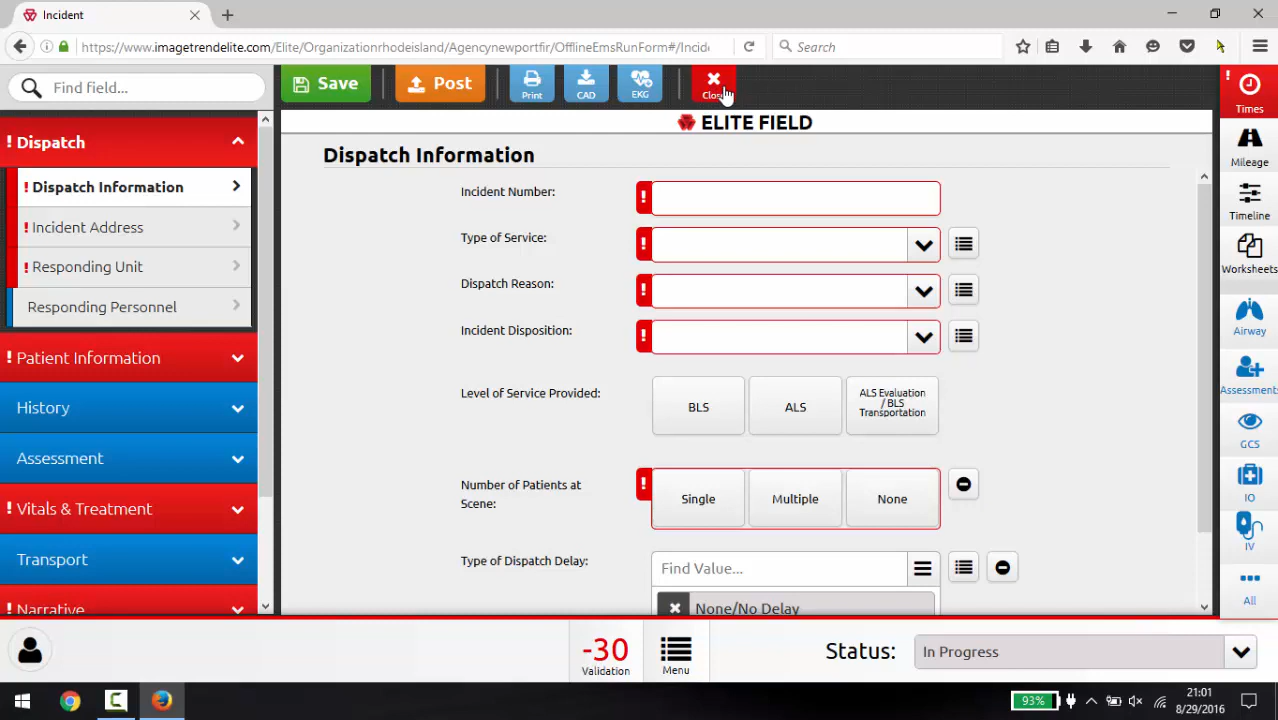 Incident
https://www.imagetrendelite.com/Elite/Organizationrhodeisland/Agencynewportfir/OfflineEmsRunForm#/Incide
Search
Find field...
Save
Post
Print
CAD
EKG
! Times
ELITE FIELD
! Dispatch
Dispatch Information
Mileage
! Dispatch Information
Incident Number:
!
Timeline
! Incident Address
Type of Service:
!
Worksheets
! Responding Unit
Dispatch Reason:
!
Responding Personnel
Incident Disposition:
!
Airway
! Patient Information
Assessments
History
Level of Service Provided:
BLS
ALS
ALS Evaluation
/ BLS
Transportation
GCS
Assessment
Number of Patients at
Scene:
!
Single
Multiple
None
IO
! Vitals & Treatment
IV
Transport
Type of Dispatch Delay:
Find Value...
All
! Narrative
None/No Delay
-30
Validation
Menu
Status:
In Progress
93%
21:01
8/29/2016